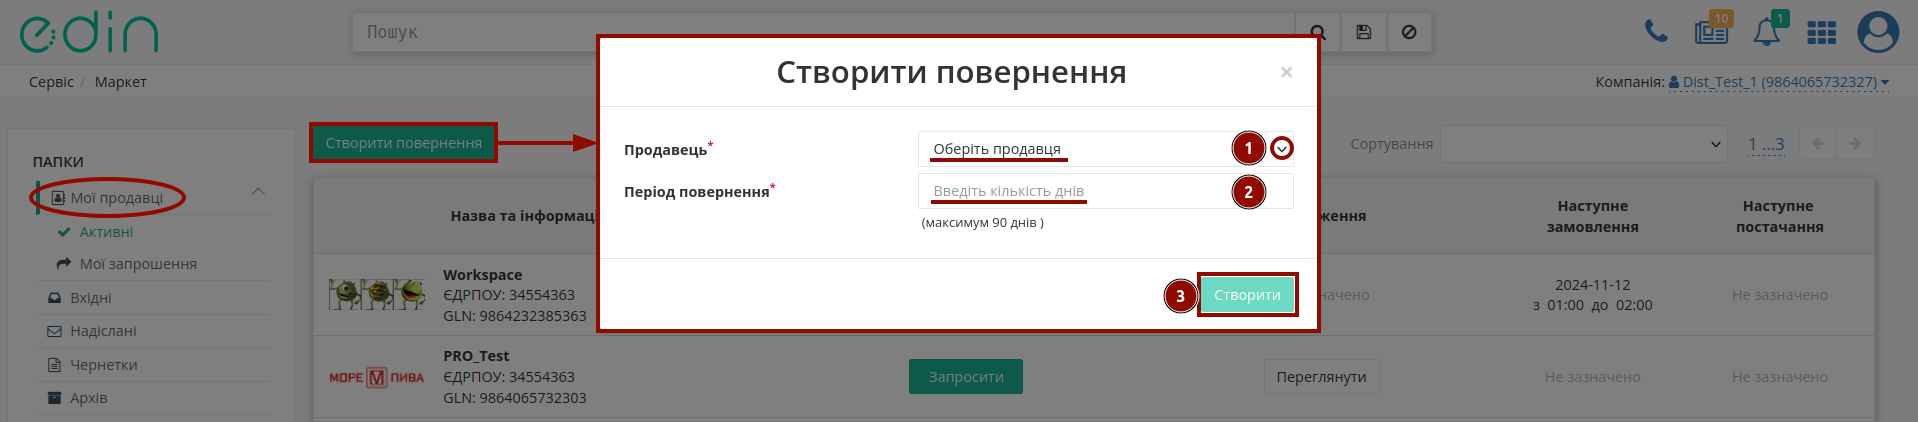 edin
Пошук
10
1
Сервіс / Маркет
Компанія: Dist_Test_1 (9864065732327)
Створити повернення
Сортування
1 ...3
ПАПКИ
Мої продавці
Активні
Мої запрошення
Вхідні
Надіслані
Чернетки
Архів
Створити повернення
×
Продавець*
Оберіть продавця
1
Період повернення*
Введіть кількість днів
2
(максимум 90 днів )
3
Створити
Назва та
Наступне замовлення
Наступне постачання
Workspace
ЄДРПОУ: 34554363
GLN: 9864232385363
2024-11-12
з 01:00 до 02:00
Не зазначено
PRO_Test
ЄДРПОУ: 34554363
GLN: 9864065732303
МОРЕ М ПИВА
Запросити
Переглянути
Не зазначено
Не зазначено